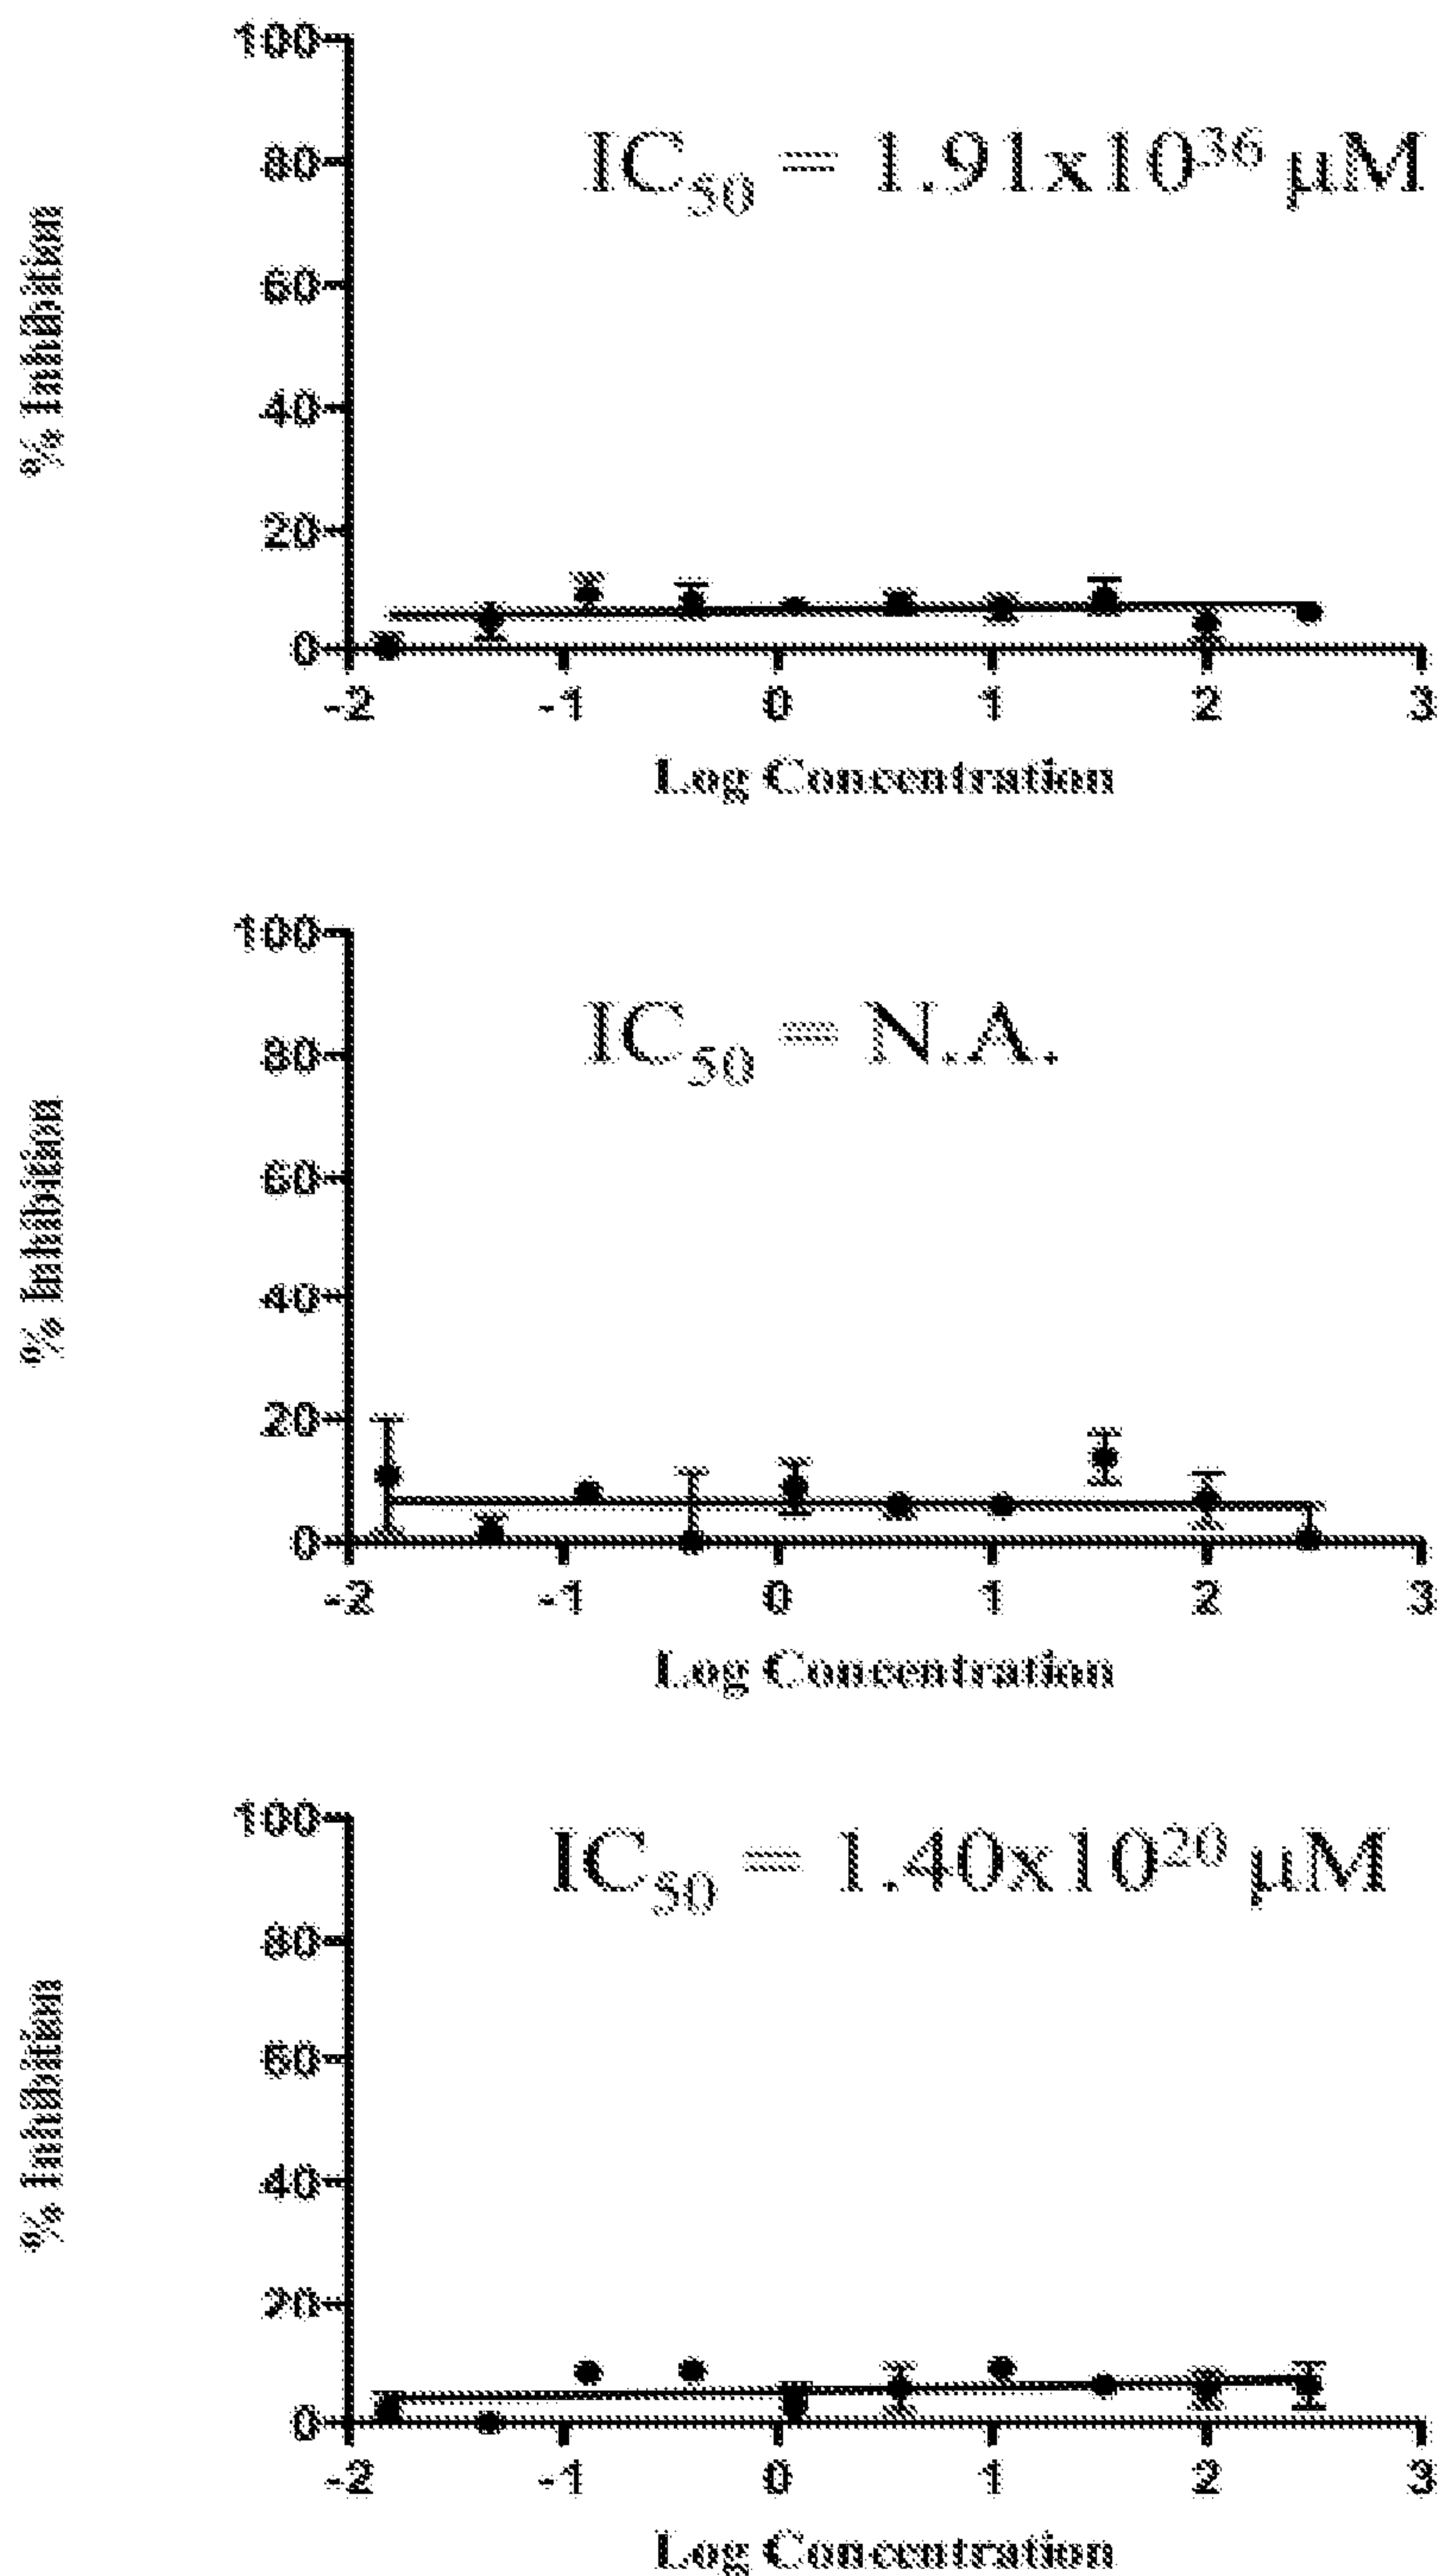 100
IC50 = 1.91x10^36 µM
80
% Inhibition
60
40
20
0
-2 -1 0 1 2 3
Log Concentration
100
IC50 = N.A.
80
% Inhibition
60
40
20
0
-2 -1 0 1 2 3
Log Concentration
100
IC50 = 1.40x10^20 µM
80
% Inhibition
60
40
20
0
-2 -1 0 1 2 3
Log Concentration